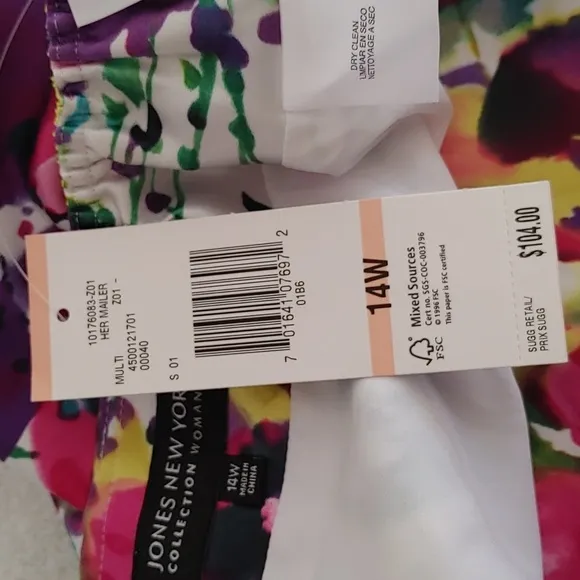 DRY CLEAN
LIMPIAR EN SECO
NETTOYAGE A SEC
10176083-Z01
HER MAILER
Z01 -
MULTI
4500121701
00040
S 01
7 01641 07697 2
01B6
14W
FSC
Mixed Sources
Cert no. SGS-COC-003796
© 1996 FSC
This paper is FSC certified
SUGG RETAIL/
PRIX SUGG
$104.00
JONES NEW YORK
COLLECTION WOMAN
14W
MADE IN
CHINA